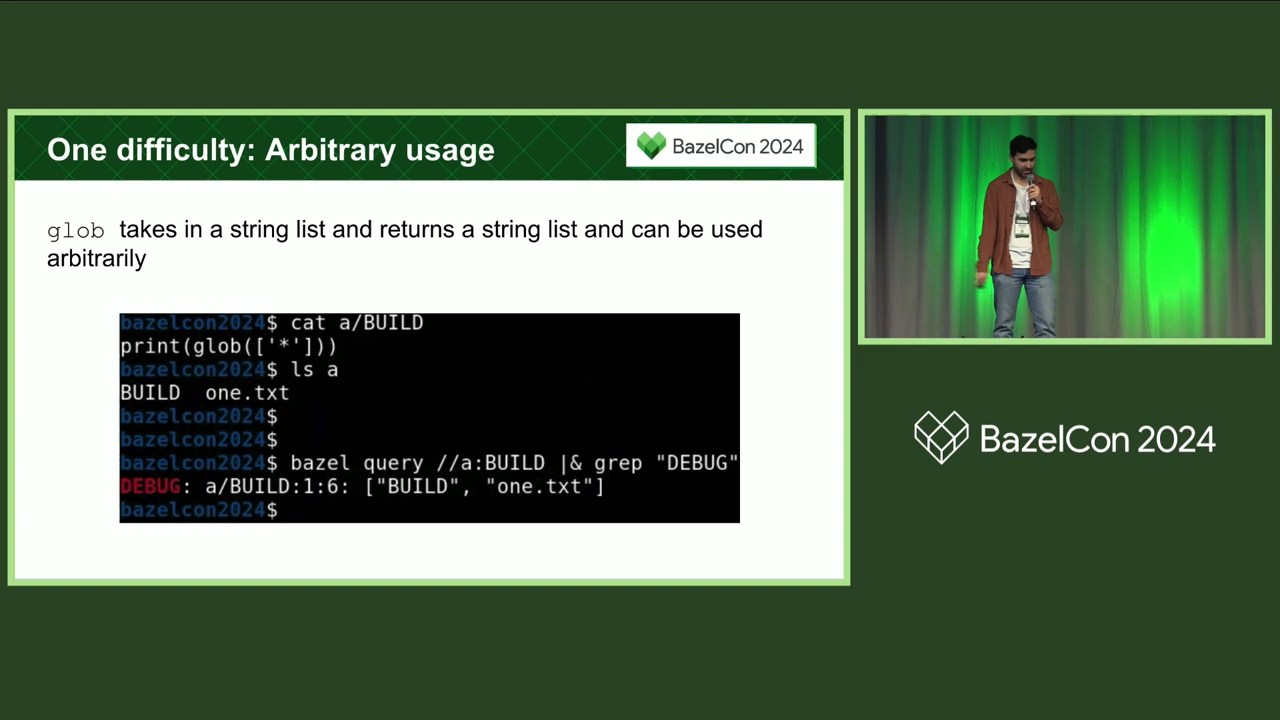 One difficulty: Arbitrary usage
BazelCon 2024
glob takes in a string list and returns a string list and can be used
arbitrarily
bazelcon2024$ cat a/BUILD
print(glob(['*']))
bazelcon2024$ ls a
BUILD  one.txt
bazelcon2024$
bazelcon2024$
bazelcon2024$ bazel query //a:BUILD |& grep "DEBUG"
DEBUG: a/BUILD:1:6: ["BUILD", "one.txt"]
bazelcon2024$
BazelCon 2024